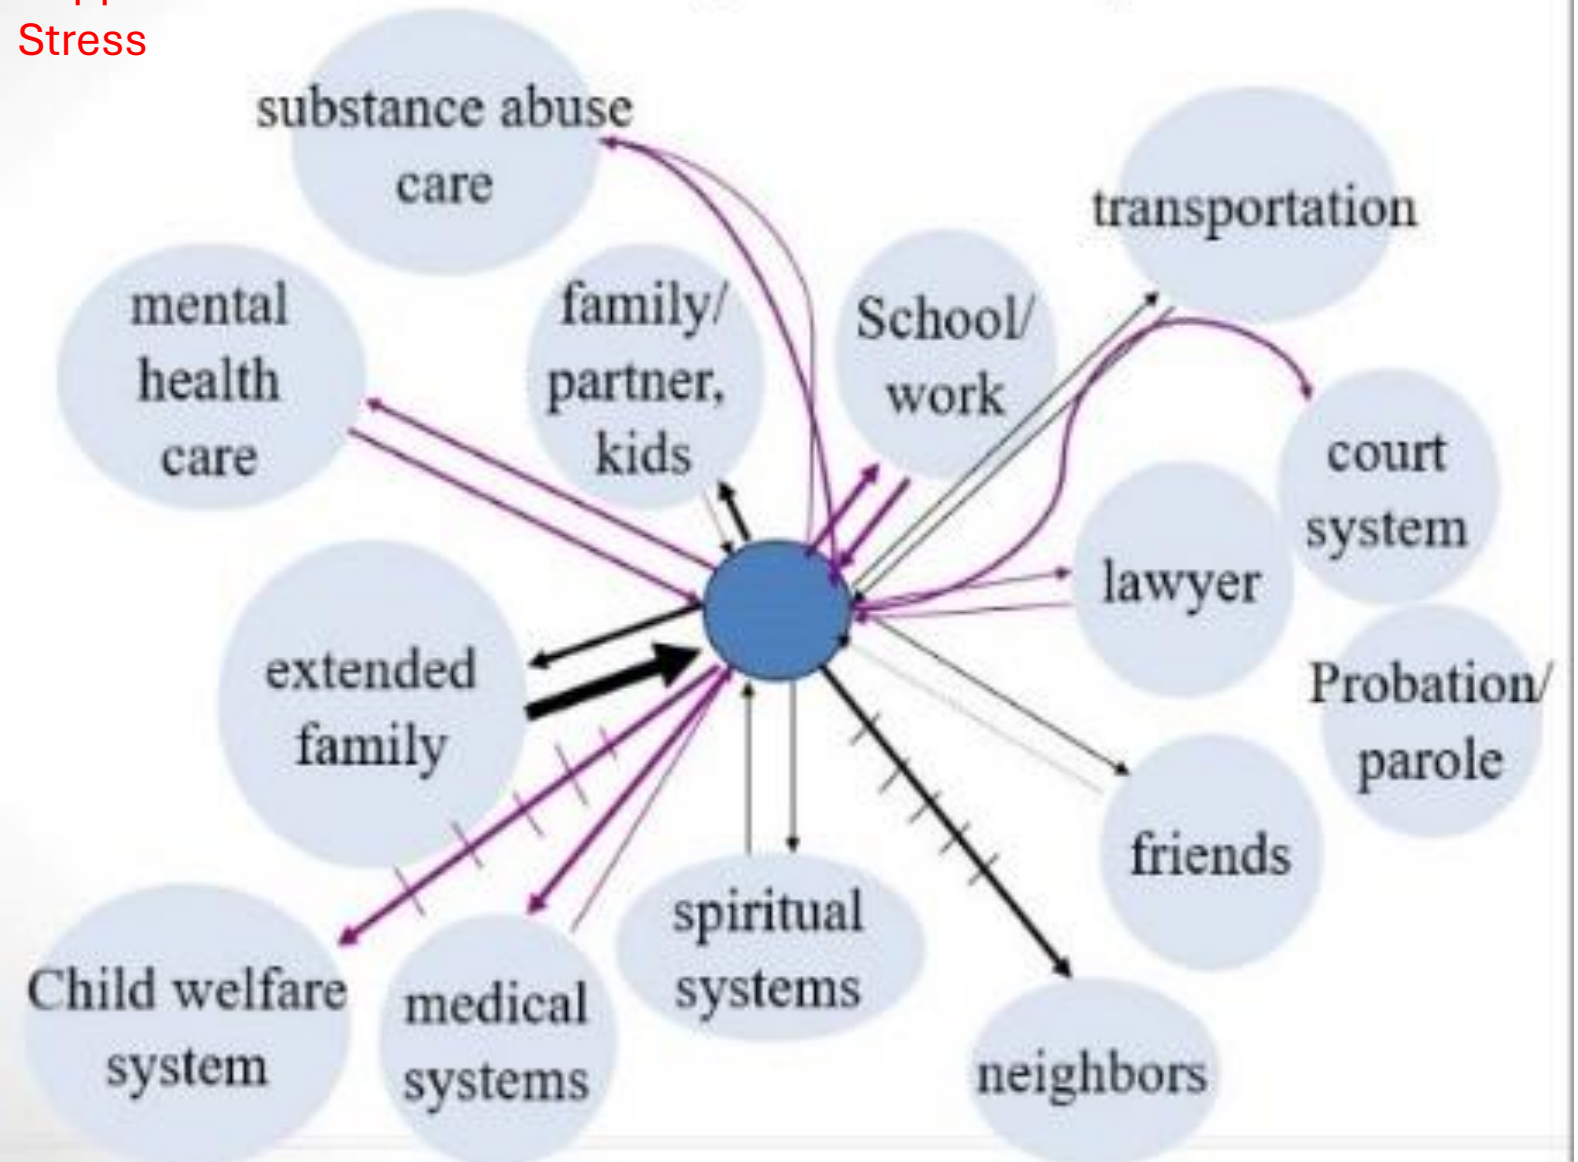 Stress
substance abuse
care
transportation
mental
health
care
family/
partner,
kids
School/
work
court
system
lawyer
extended
family
Probation/
parole
friends
spiritual
systems
Child welfare
system
medical
systems
neighbors